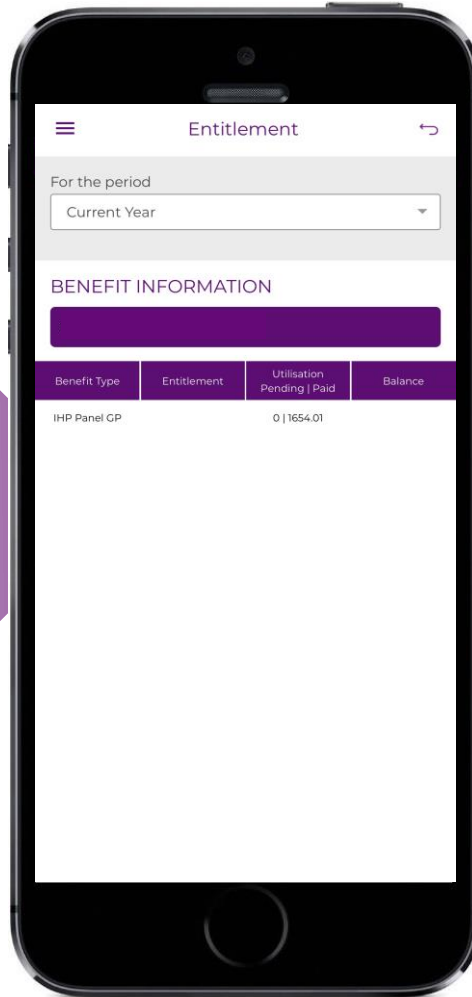 Entitlement
For the period
Current Year
BENEFIT INFORMATION
Benefit Type Entitlement Utilisation Pending | Paid Balance
IHP Panel GP 0 | 1654.01